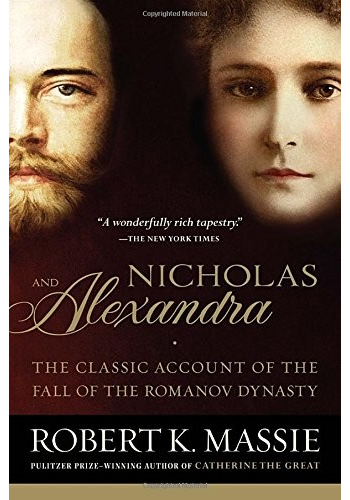 Copyrighted Material
“A wonderfully rich tapestry.”
—THE NEW YORK TIMES
NICHOLAS
AND Alexandra
THE CLASSIC ACCOUNT OF THE
FALL OF THE ROMANOV DYNASTY
ROBERT K. MASSIE
PULITZER PRIZE–WINNING AUTHOR OF CATHERINE THE GREAT